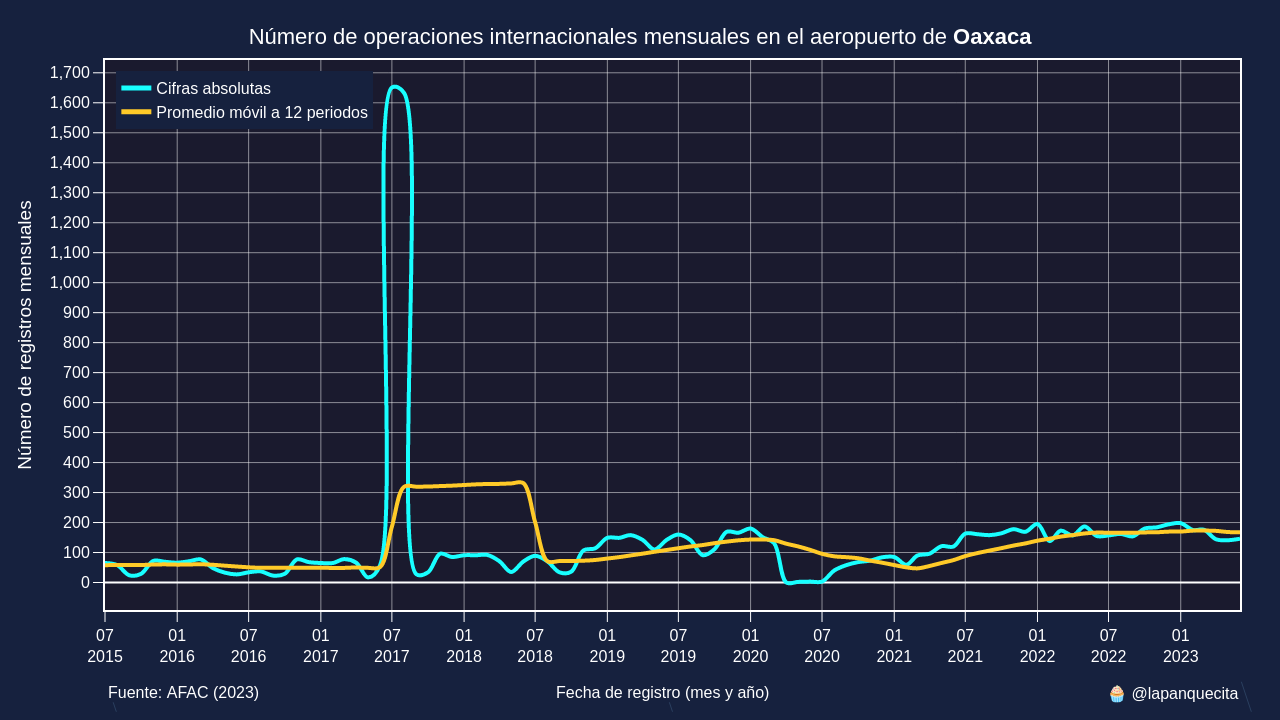 Número de operaciones internacionales mensuales en el aeropuerto de Oaxaca
Cifras absolutas
Promedio móvil a 12 periodos
Número de registros mensuales
1,700
1,600
1,500
1,400
1,300
1,200
1,100
1,000
900
800
700
600
500
400
300
200
100
0
07 01 07 01 07 01 07 01 07 01 07 01 07 01 07 01
2015 2016 2016 2017 2017 2018 2018 2019 2019 2020 2020 2021 2021 2022 2022 2023
Fuente: AFAC (2023) Fecha de registro (mes y año) 🧁 @lapanquecita